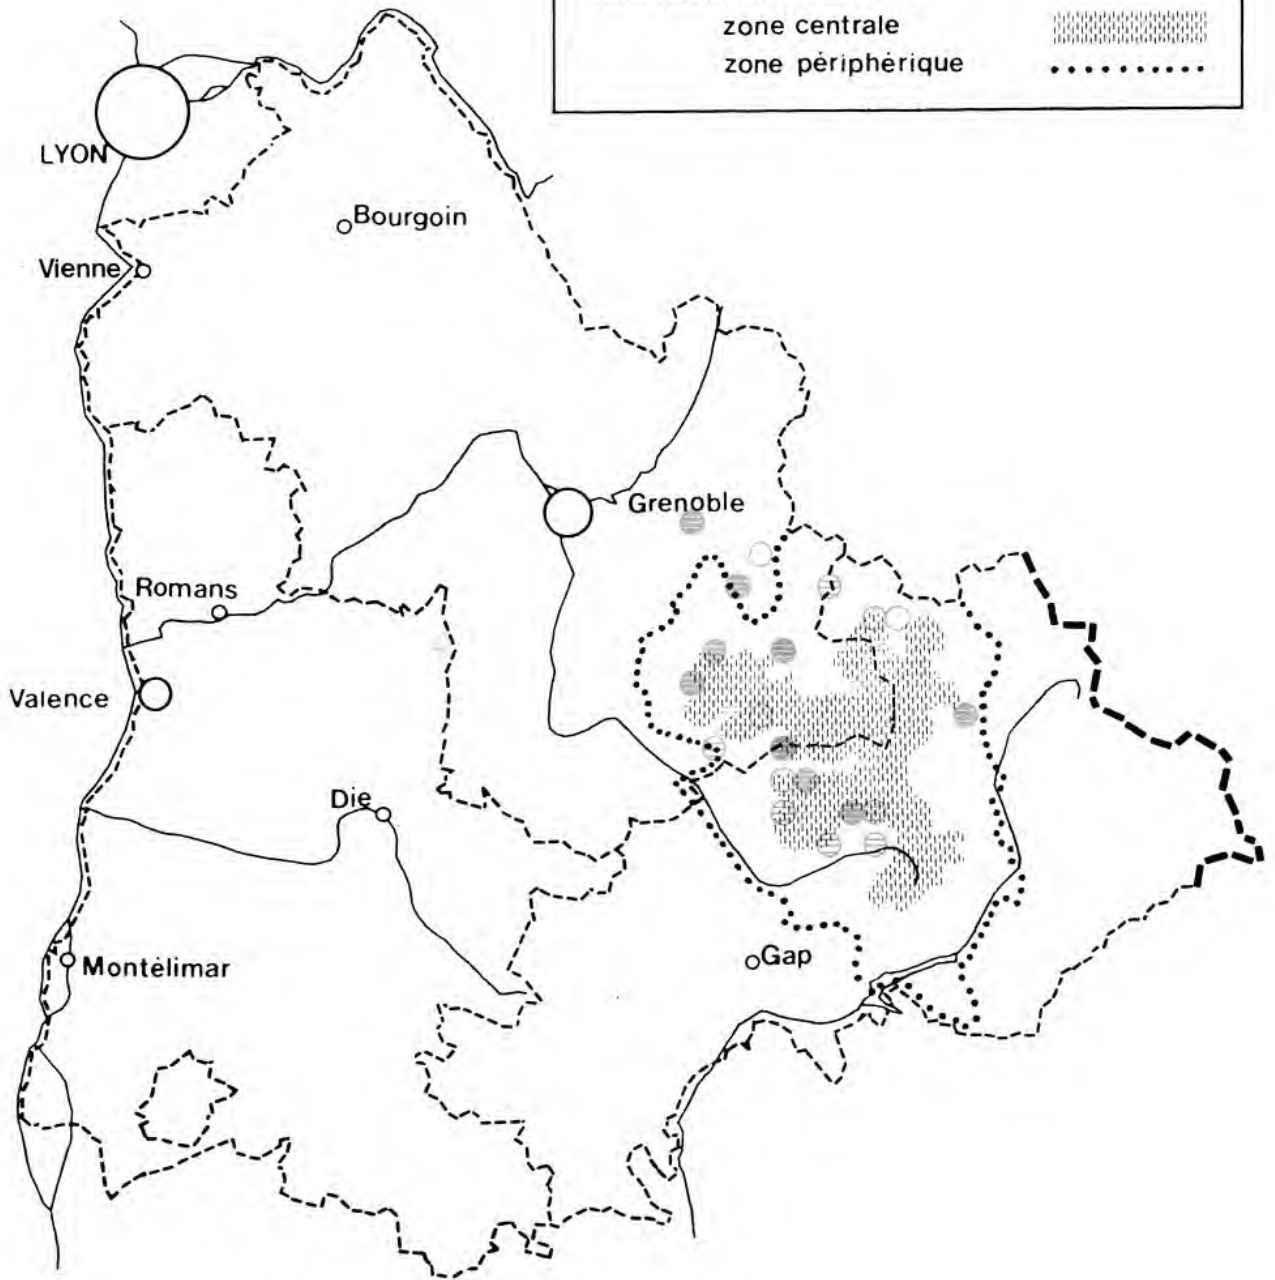 zone centrale
zone périphérique
LYON
Bourgoin
Vienne
Grenoble
Romans
Valence
Die
Gap
Montélimar